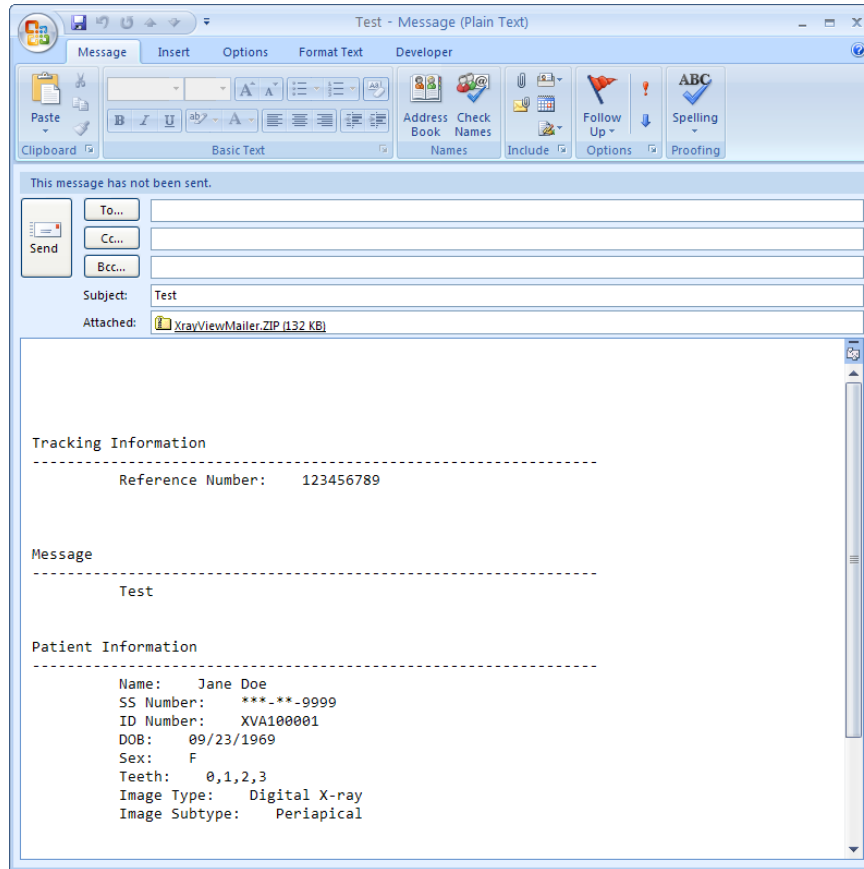 Test - Message (Plain Text)
Message Insert Options Format Text Developer
Paste
Clipboard
B I U ab A
Basic Text
Address Book
Check Names
Names
Include
Follow Up
Options
ABC
Spelling
Proofing
This message has not been sent.
Send
To...
Cc...
Bcc...
Subject: Test
Attached: XrayViewMailer.ZIP (132 KB)
Tracking Information
-----------------------------------------------------------------
Reference Number: 123456789
Message
-----------------------------------------------------------------
Test
Patient Information
-----------------------------------------------------------------
Name: Jane Doe
SS Number: ***-**-9999
ID Number: XVA100001
DOB: 09/23/1969
Sex: F
Teeth: 0,1,2,3
Image Type: Digital X-ray
Image Subtype: Periapical